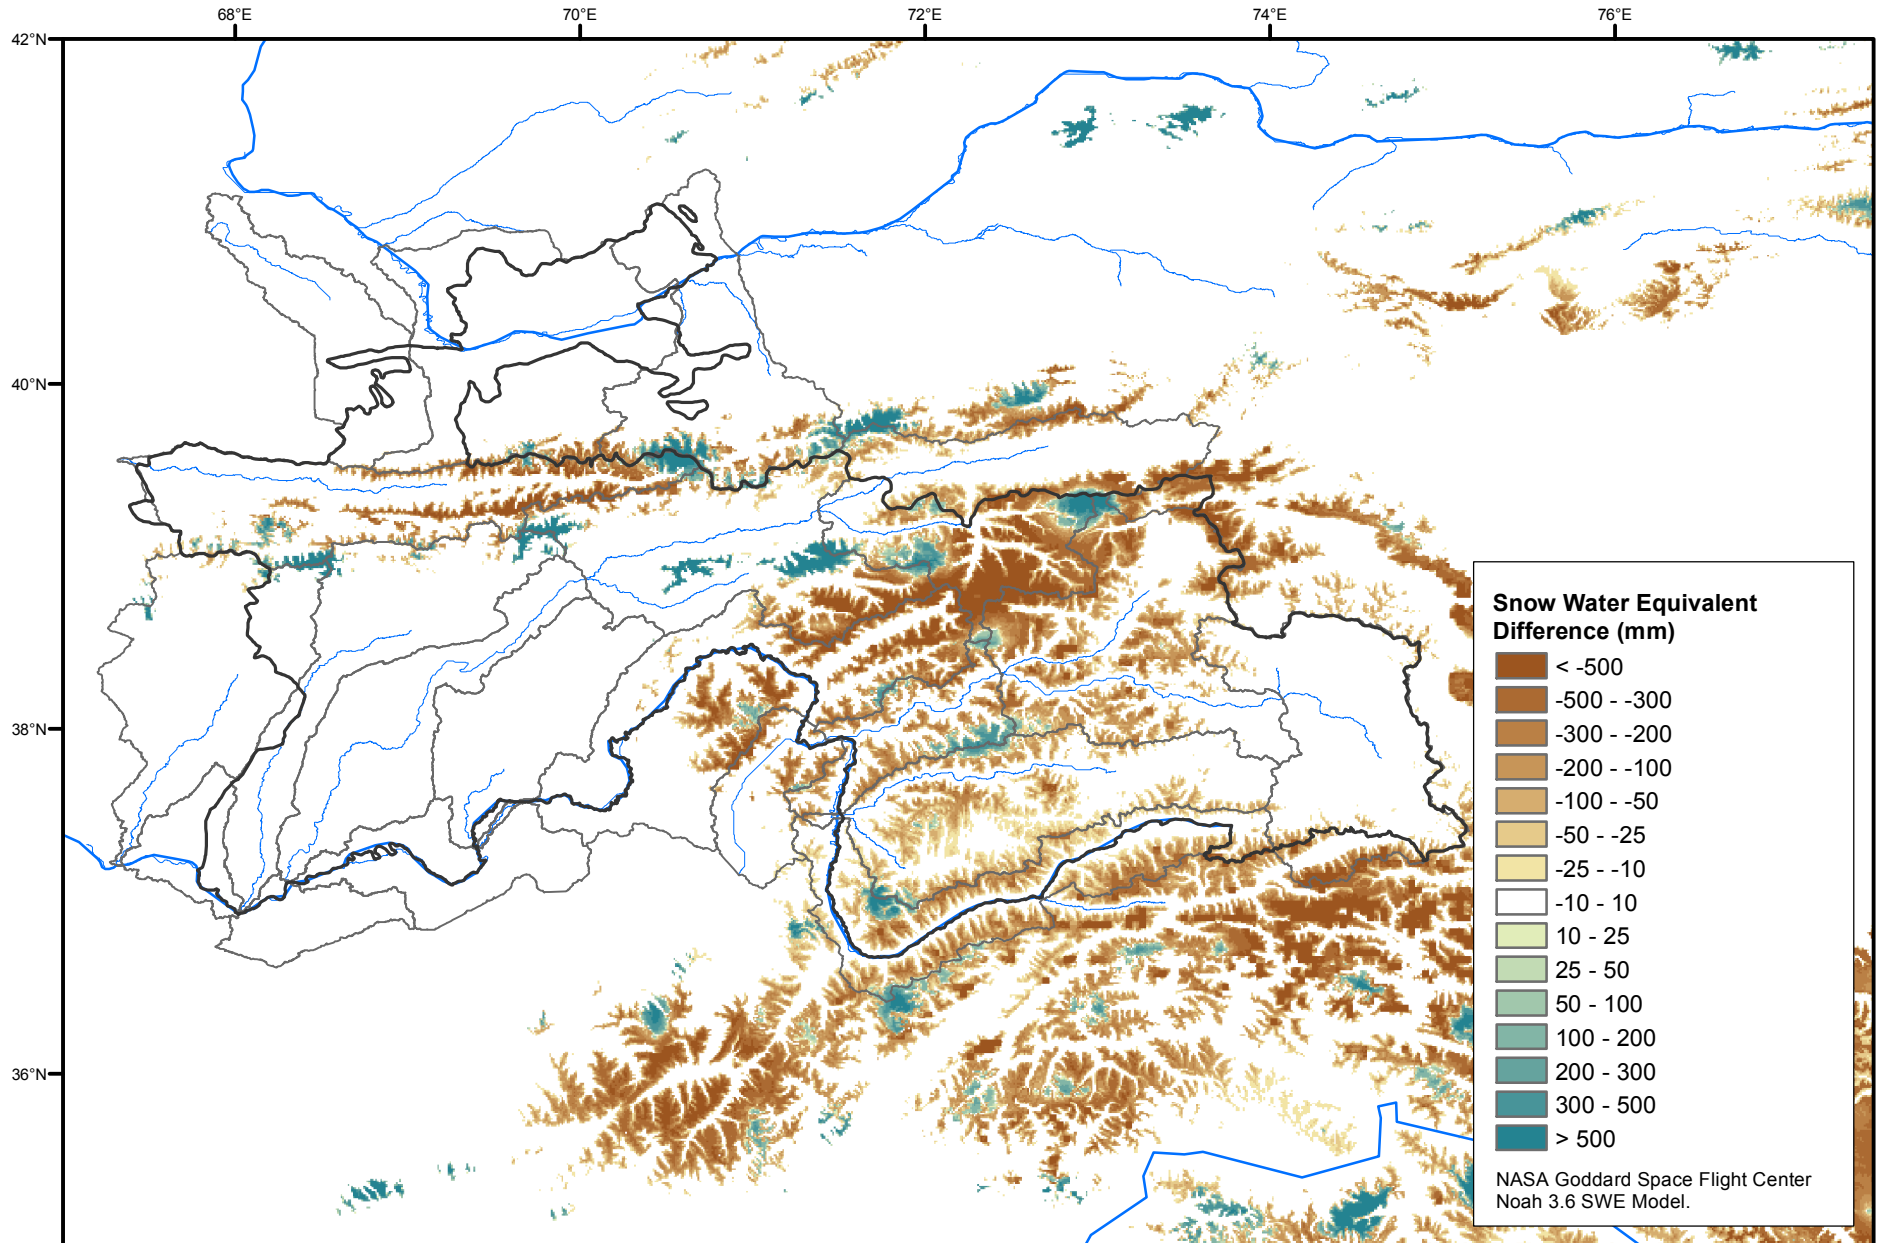 68°E
70°E
72°E
74°E
76°E
42°N
40°N
38°N
36°N
Snow Water Equivalent
Difference (mm)
< -500
-500 - -300
-300 - -200
-200 - -100
-100 - -50
-50 - -25
-25 - -10
-10 - 10
10 - 25
25 - 50
50 - 100
100 - 200
200 - 300
300 - 500
> 500
NASA Goddard Space Flight Center
Noah 3.6 SWE Model.